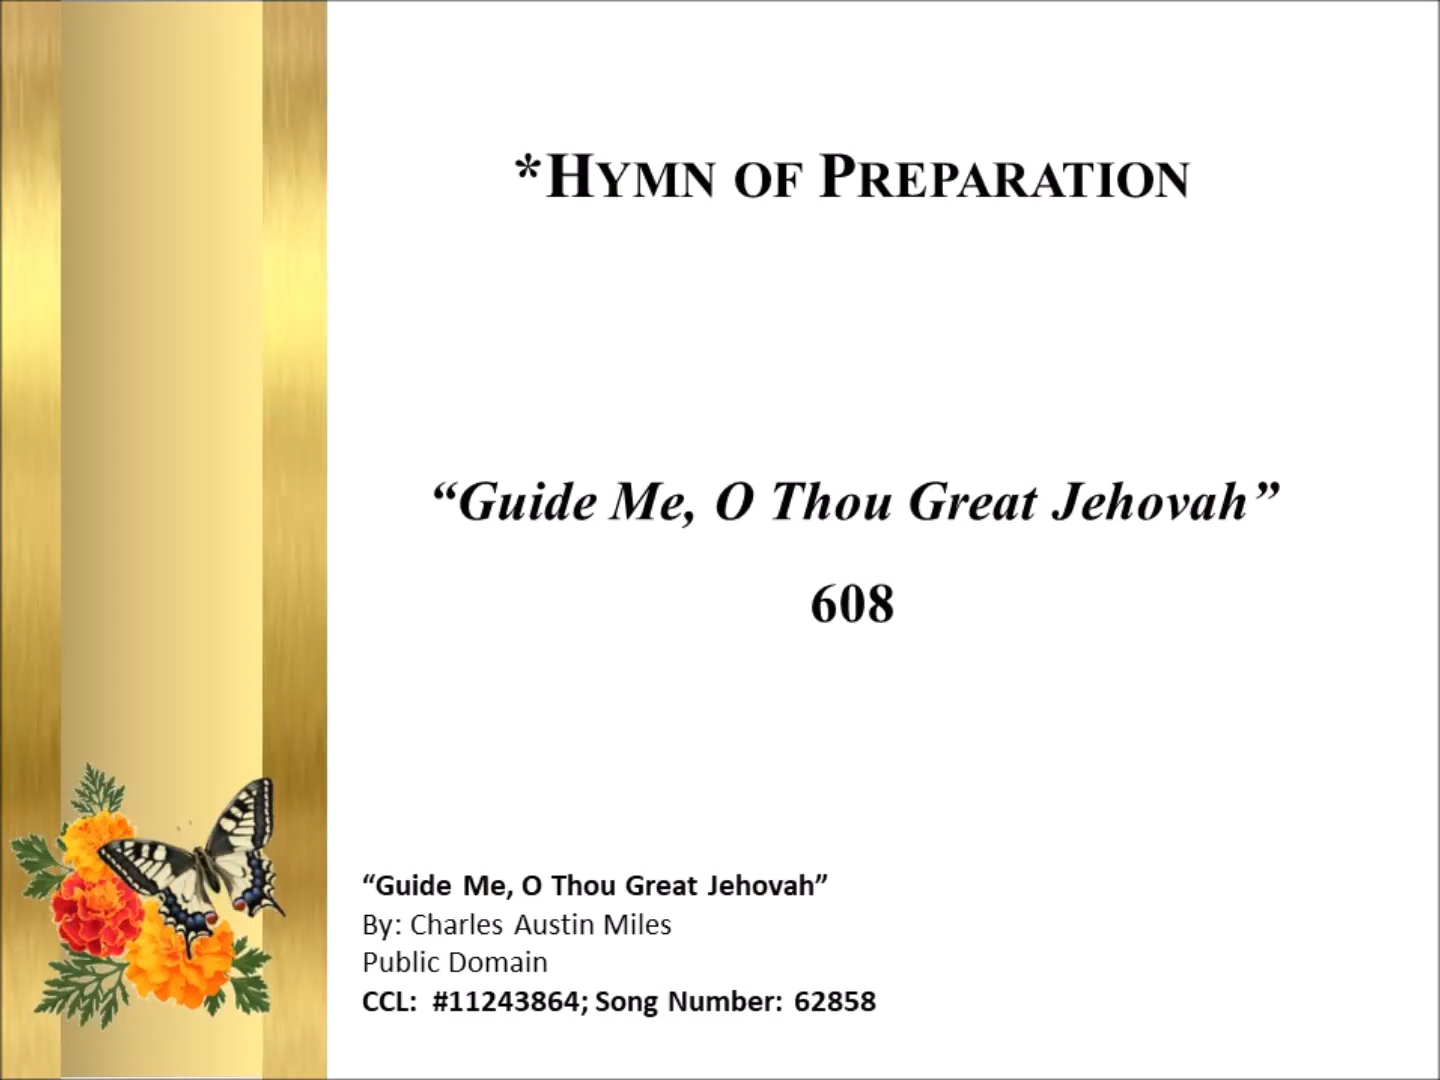 *HYMN OF PREPARATION
“Guide Me, O Thou Great Jehovah”
608
“Guide Me, O Thou Great Jehovah”
By: Charles Austin Miles
Public Domain
CCL:  #11243864; Song Number: 62858